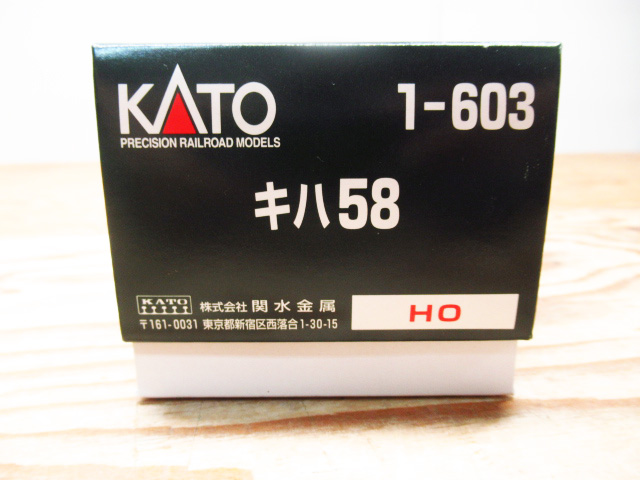 KATO 1-603
PRECISION RAILROAD MODELS
キハ58
KATO 株式会社 関水金属
〒161-0031 東京都新宿区西落合1-30-15
HO